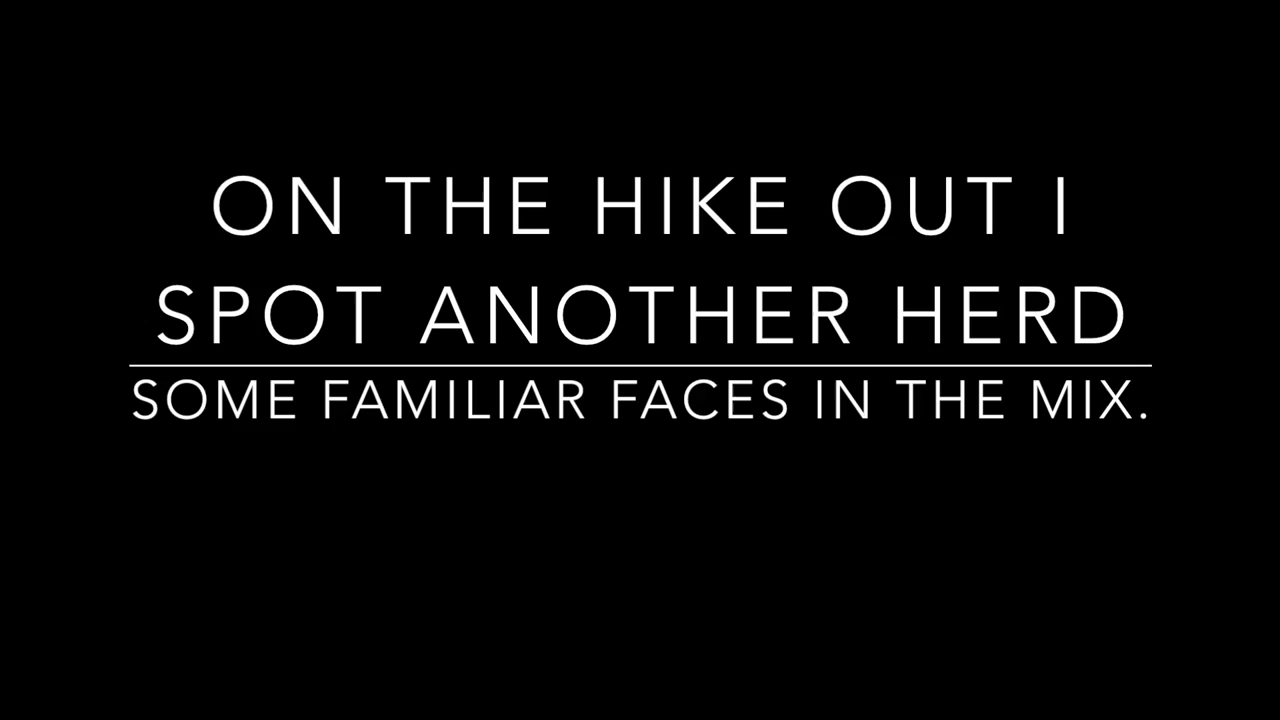 ON THE HIKE OUT I
SPOT ANOTHER HERD
SOME FAMILIAR FACES IN THE MIX.